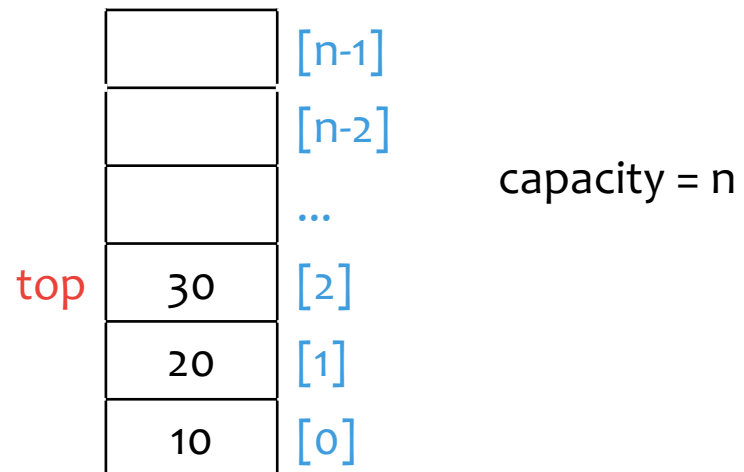 [n-1]
[n-2]
capacity = n
...
top 30 [2]
20 [1]
10 [0]